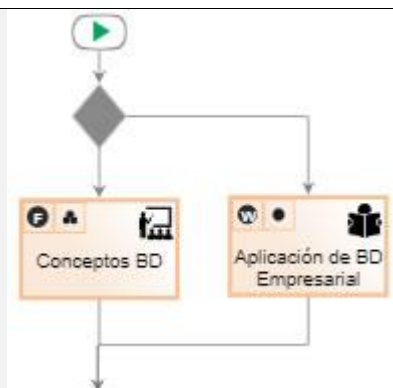 F
Conceptos BD
W
Aplicación de BD
Empresarial